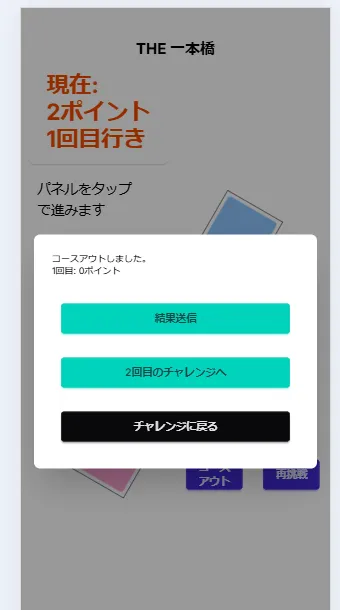 THE 一本橋
現在:
2ポイント
1回目行き
パネルをタップ
で進みます
コースアウトしました。
1回目: 0ポイント
結果送信
2回目のチャレンジへ
チャレンジに戻る
コース
アウト
再挑戦